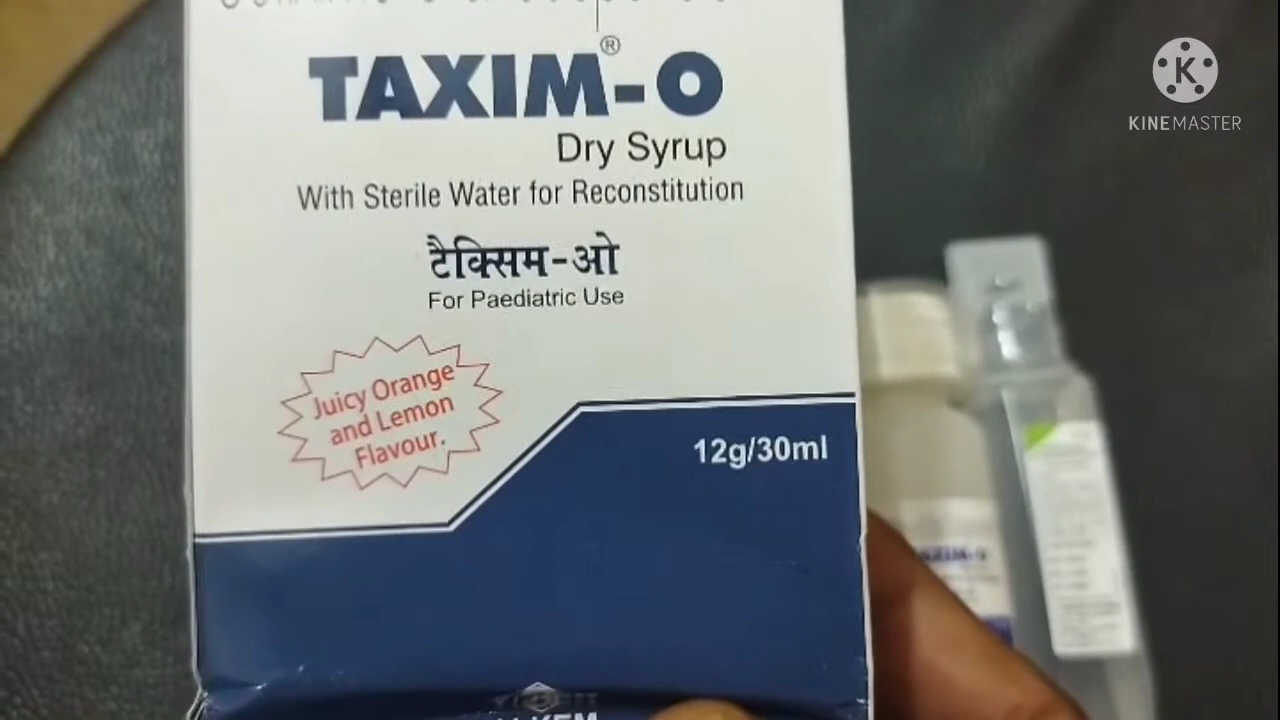 TAXIM-O
®
Dry Syrup
With Sterile Water for Reconstitution
टैक्सिम-ओ
For Paediatric Use
Juicy Orange
and Lemon
Flavour.
12g/30ml
K
KINEMASTER
TAXIM-O